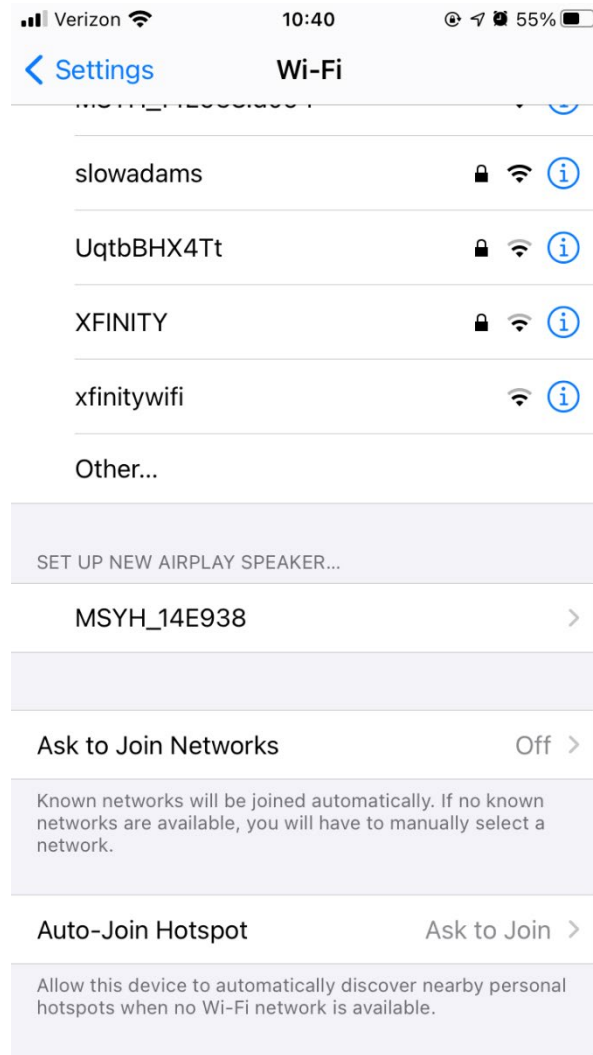 Verizon 10:40 55%
Settings Wi-Fi
slowadams
UqtbBHX4Tt
XFINITY
xfinitywifi
Other...
SET UP NEW AIRPLAY SPEAKER...
MSYH_14E938
Ask to Join Networks Off
Known networks will be joined automatically. If no known
networks are available, you will have to manually select a
network.
Auto-Join Hotspot Ask to Join
Allow this device to automatically discover nearby personal
hotspots when no Wi-Fi network is available.